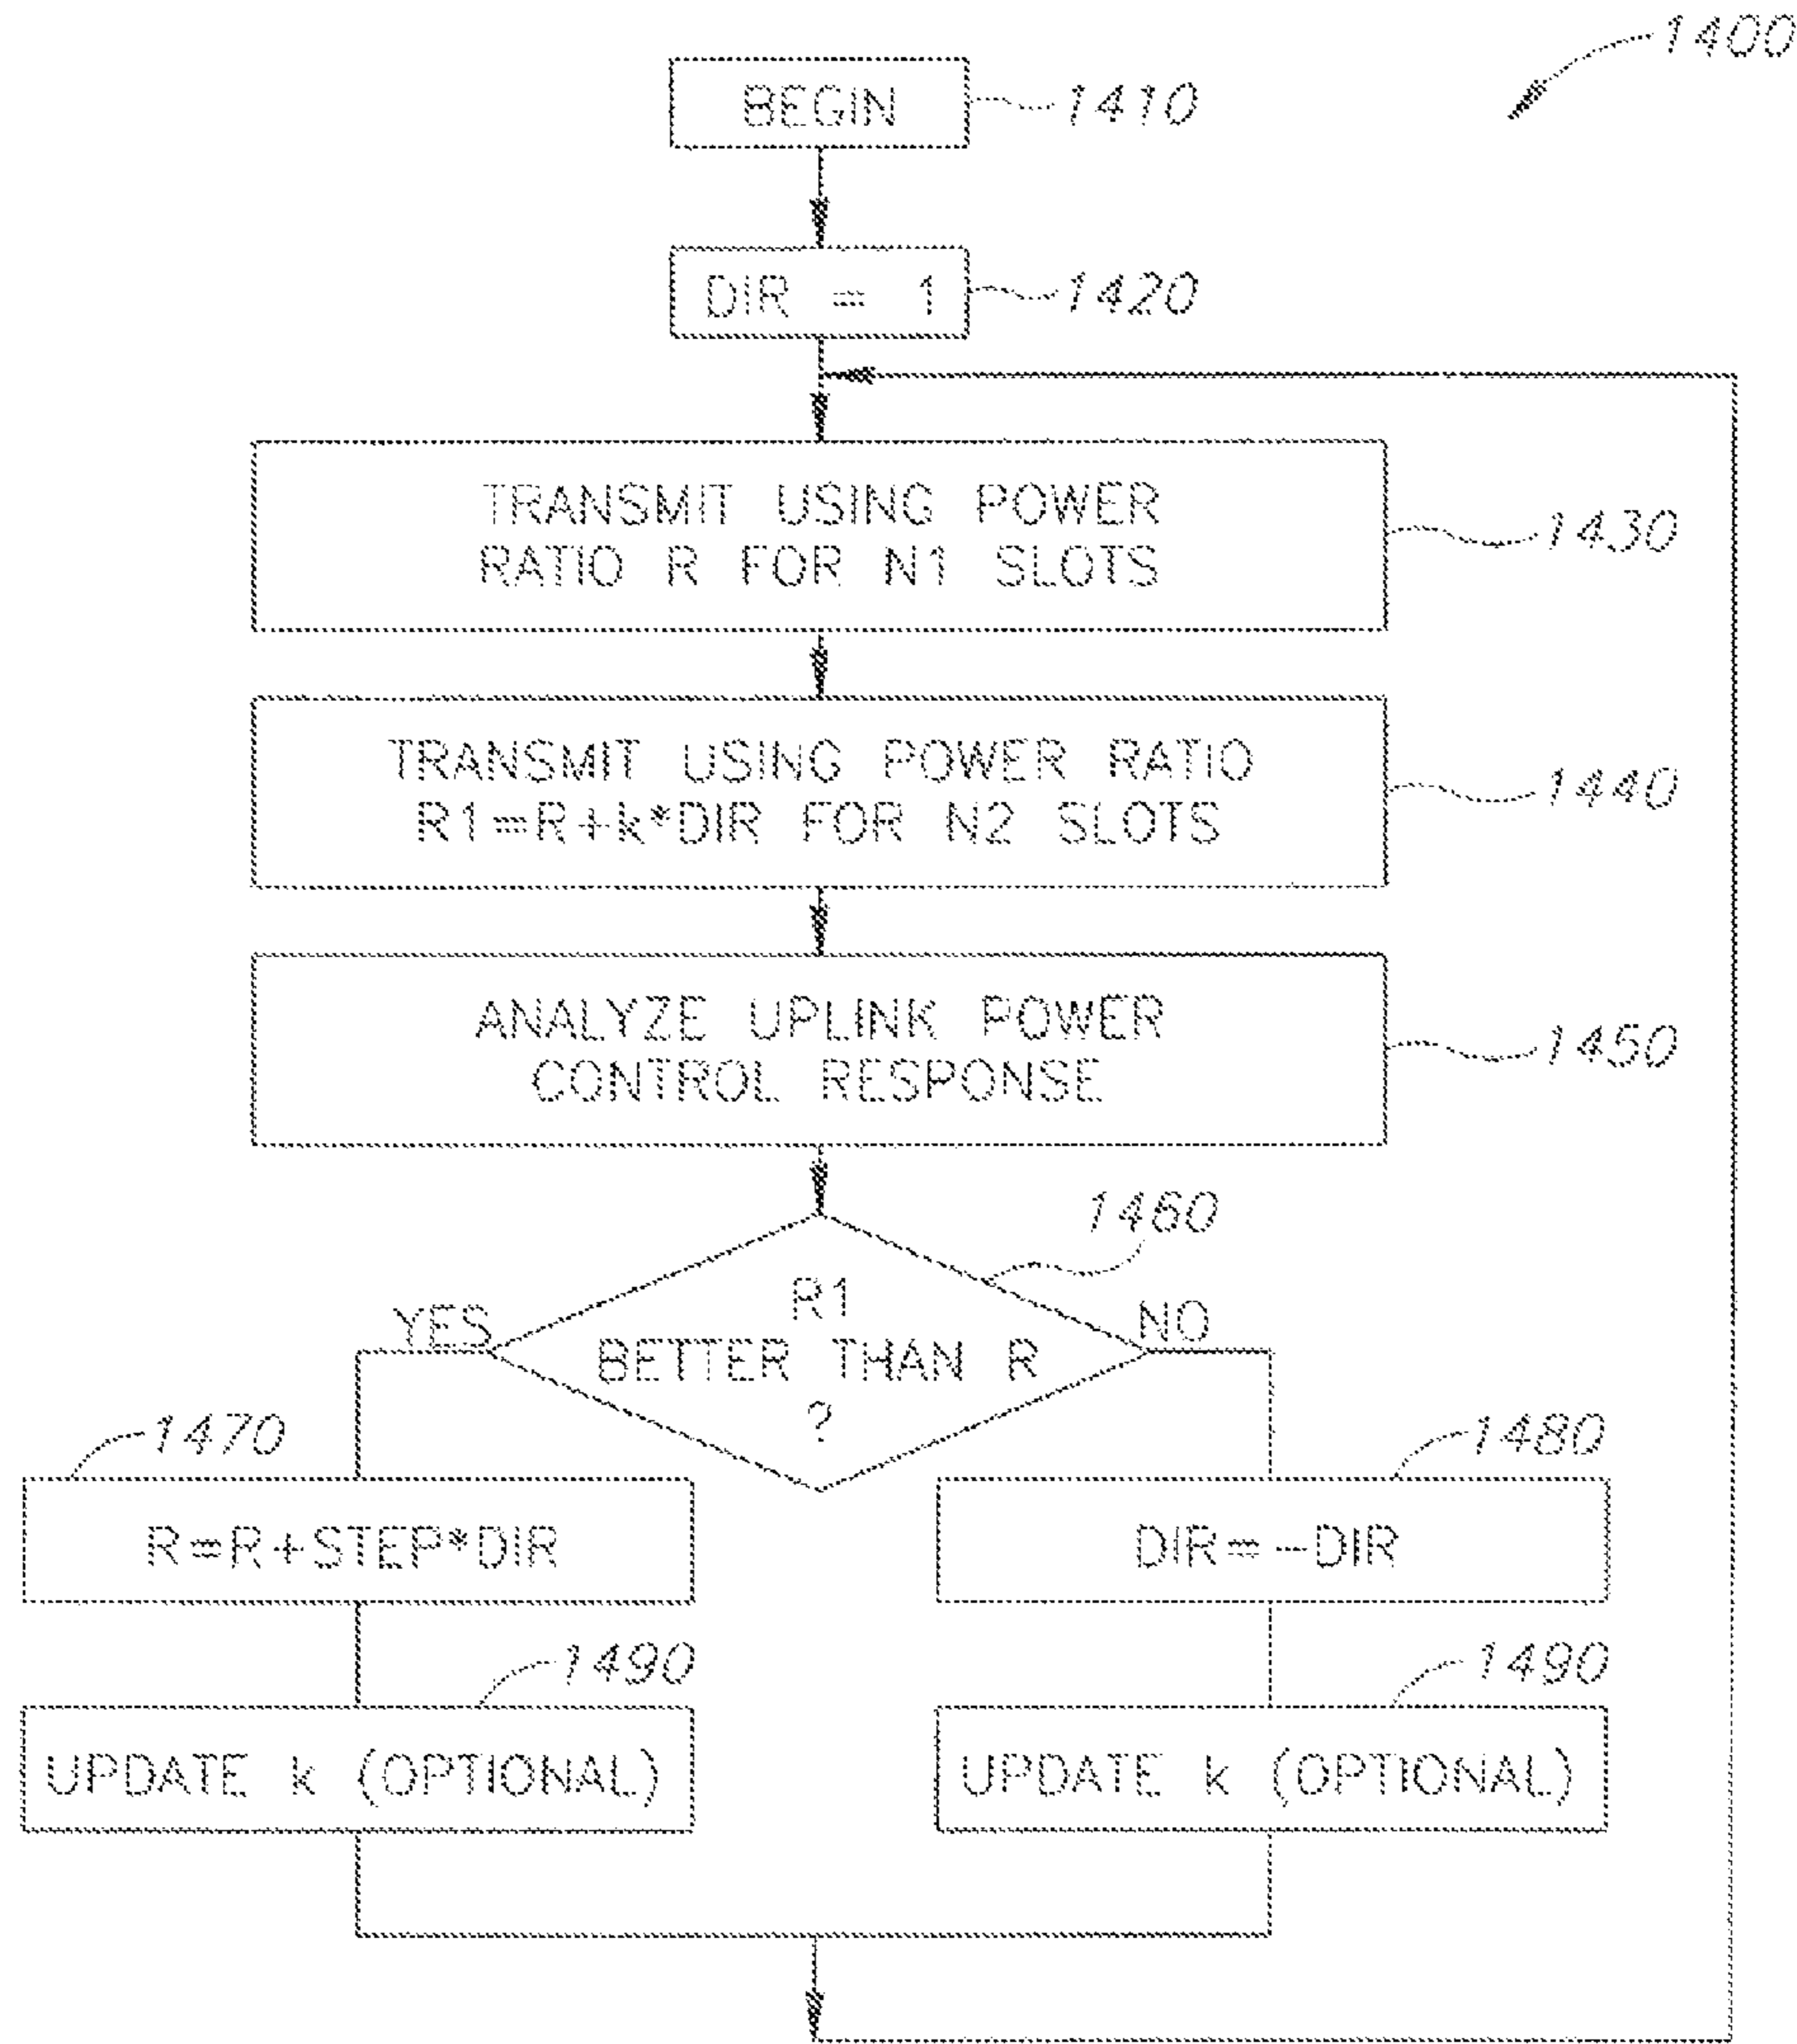 1400
BEGIN
1410
DIR = 1
1420
TRANSMIT USING POWER
RATIO R FOR N1 SLOTS
1430
TRANSMIT USING POWER RATIO
R1=R+k*DIR FOR N2 SLOTS
1440
ANALYZE UPLINK POWER
CONTROL RESPONSE
1450
1460
R1
BETTER THAN R
?
YES
NO
1470
R=R+STEP*DIR
1480
DIR=-DIR
1490
UPDATE k (OPTIONAL)
1490
UPDATE k (OPTIONAL)